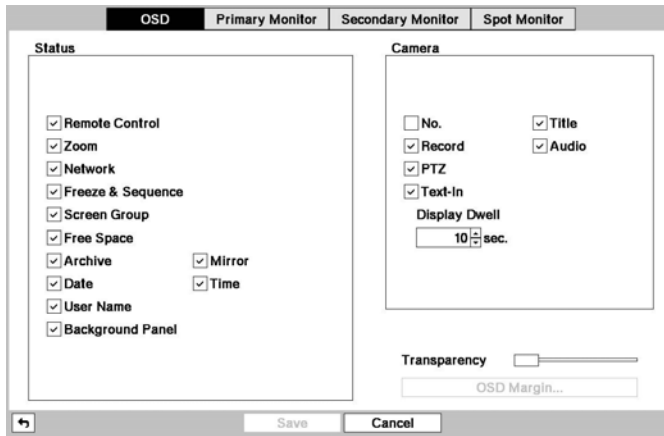 OSD Primary Monitor Secondary Monitor Spot Monitor
Status
Remote Control
Zoom
Network
Freeze & Sequence
Screen Group
Free Space
Archive Mirror
Date Time
User Name
Background Panel
Camera
No. Title
Record Audio
PTZ
Text-In
Display Dwell
10 sec.
Transparency
OSD Margin...
Save Cancel